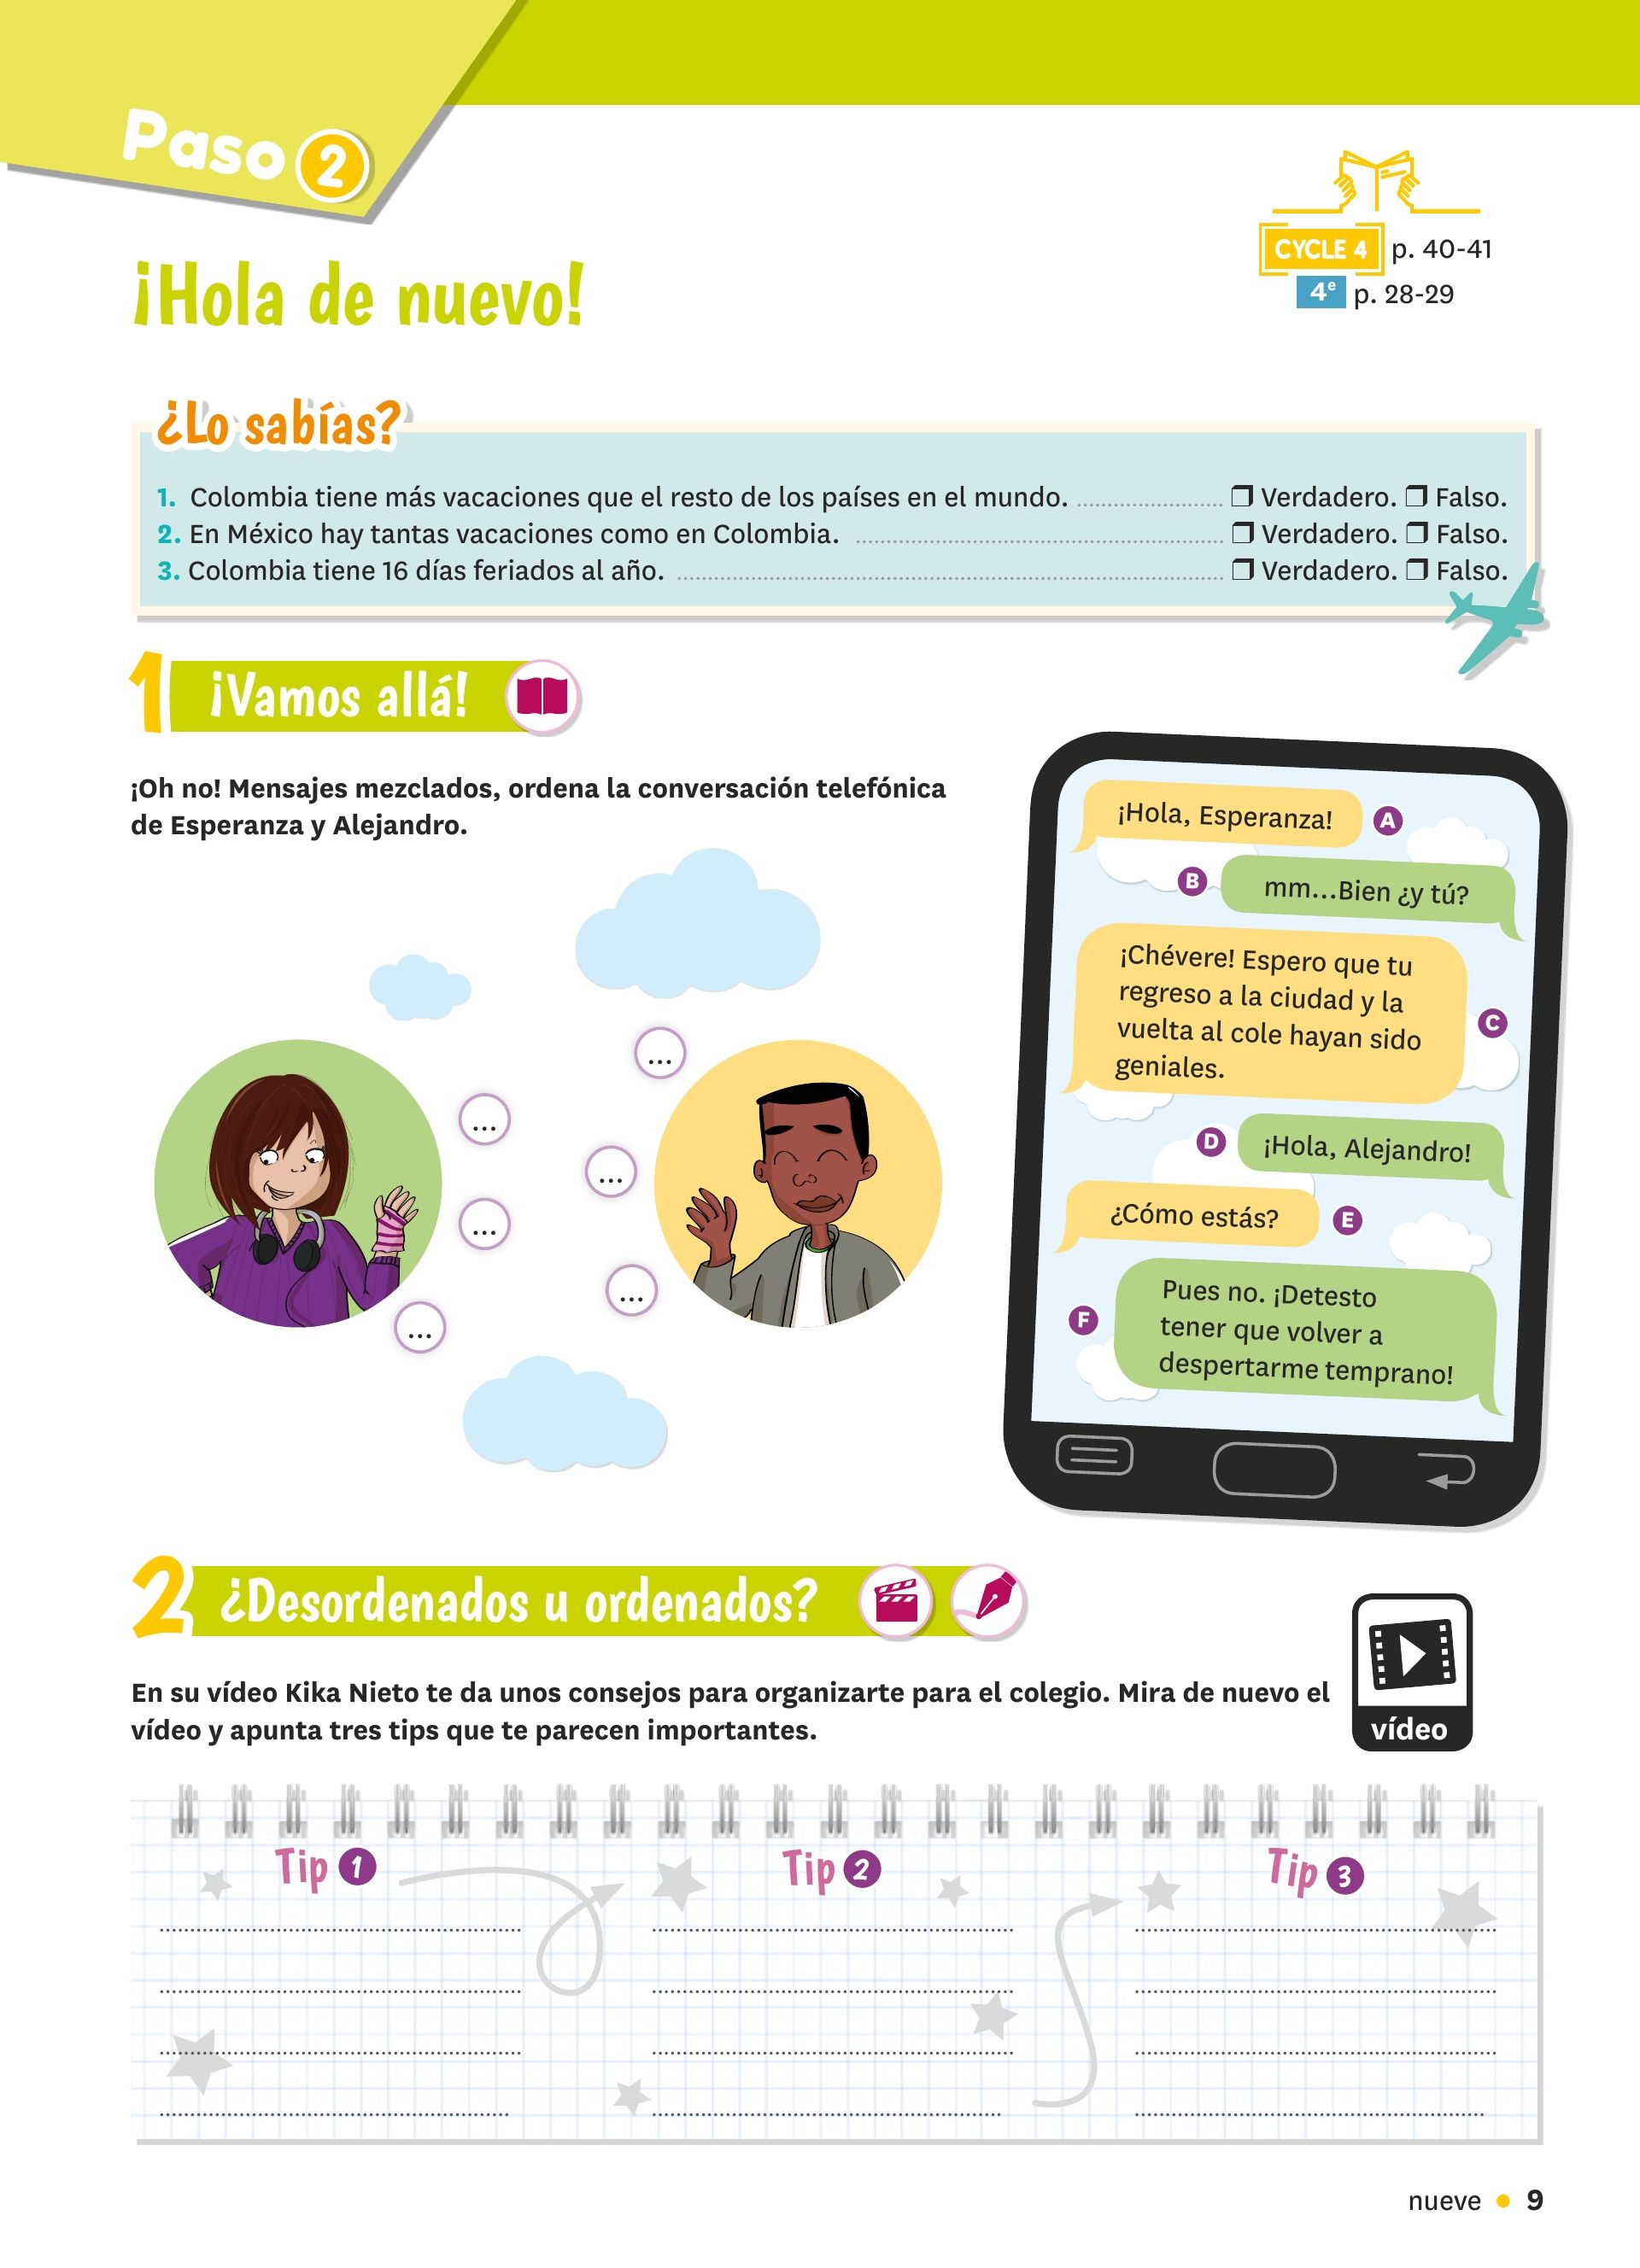 Paso 2
CYCLE 4 p. 40-41
4e p. 28-29
¡Hola de nuevo!
¿Lo sabías?
1. Colombia tiene más vacaciones que el resto de los países en el mundo. ........................ ❒ Verdadero. ❒ Falso.
2. En México hay tantas vacaciones como en Colombia. ........................ ❒ Verdadero. ❒ Falso.
3. Colombia tiene 16 días feriados al año. ........................ ❒ Verdadero. ❒ Falso.
1 ¡Vamos allá!
¡Oh no! Mensajes mezclados, ordena la conversación telefónica
de Esperanza y Alejandro.
...
...
...
...
...
...
¡Hola, Esperanza! A
B mm...Bien ¿y tú?
¡Chévere! Espero que tu
regreso a la ciudad y la
vuelta al cole hayan sido
geniales.
C
D ¡Hola, Alejandro!
¿Cómo estás? E
F
Pues no. ¡Detesto
tener que volver a
despertarme temprano!
2 ¿Desordenados u ordenados?
En su vídeo Kika Nieto te da unos consejos para organizarte para el colegio. Mira de nuevo el
vídeo y apunta tres tips que te parecen importantes.
vídeo
Tip 1
Tip 2
Tip 3
nueve • 9